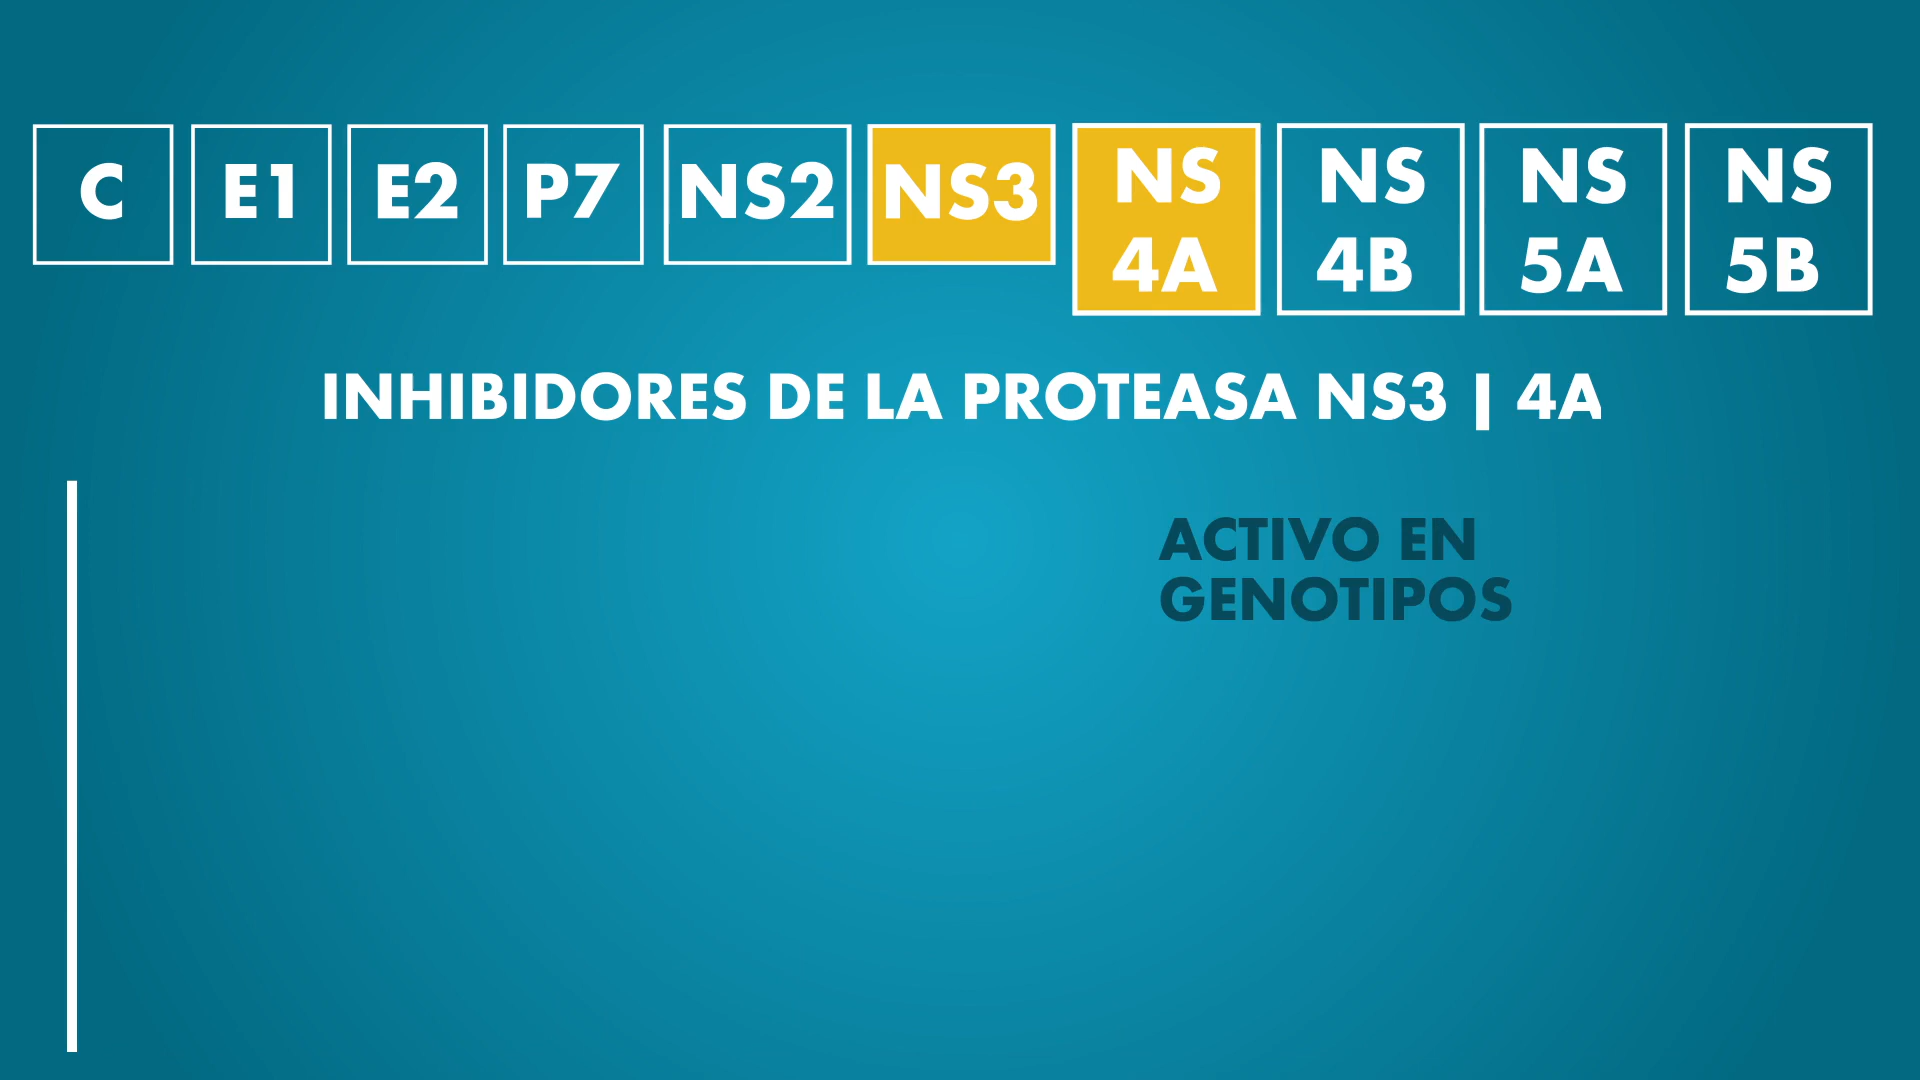 C E1 E2 P7 NS2 NS3 NS 4A NS 4B NS 5A NS 5B
INHIBIDORES DE LA PROTEASA NS3 | 4A
ACTIVO EN
GENOTIPOS